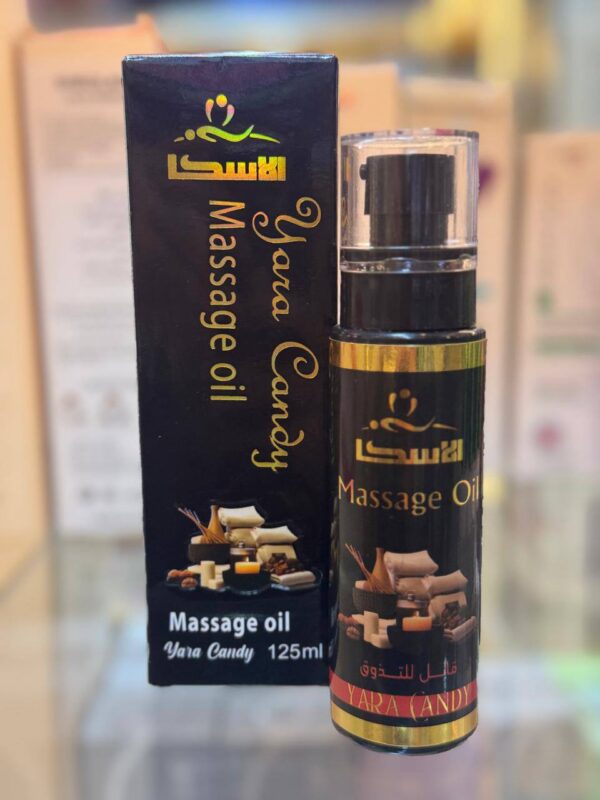 الاسكا
Yara Candy
Massage oil
Massage oil
Yara Candy 125ml
الاسكا
Massage Oil
قابل للتذوق
YARA CANDY